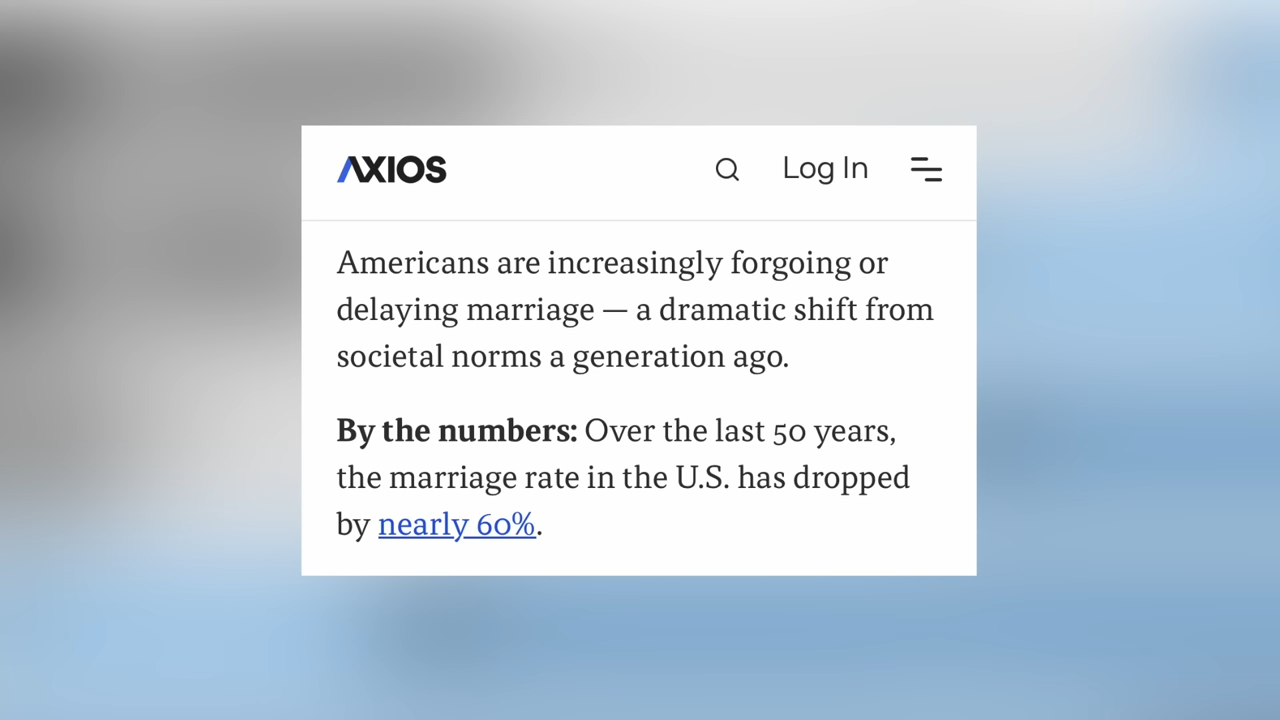 AXIOS
Log In
Americans are increasingly forgoing or
delaying marriage — a dramatic shift from
societal norms a generation ago.
By the numbers: Over the last 50 years,
the marriage rate in the U.S. has dropped
by nearly 60%.